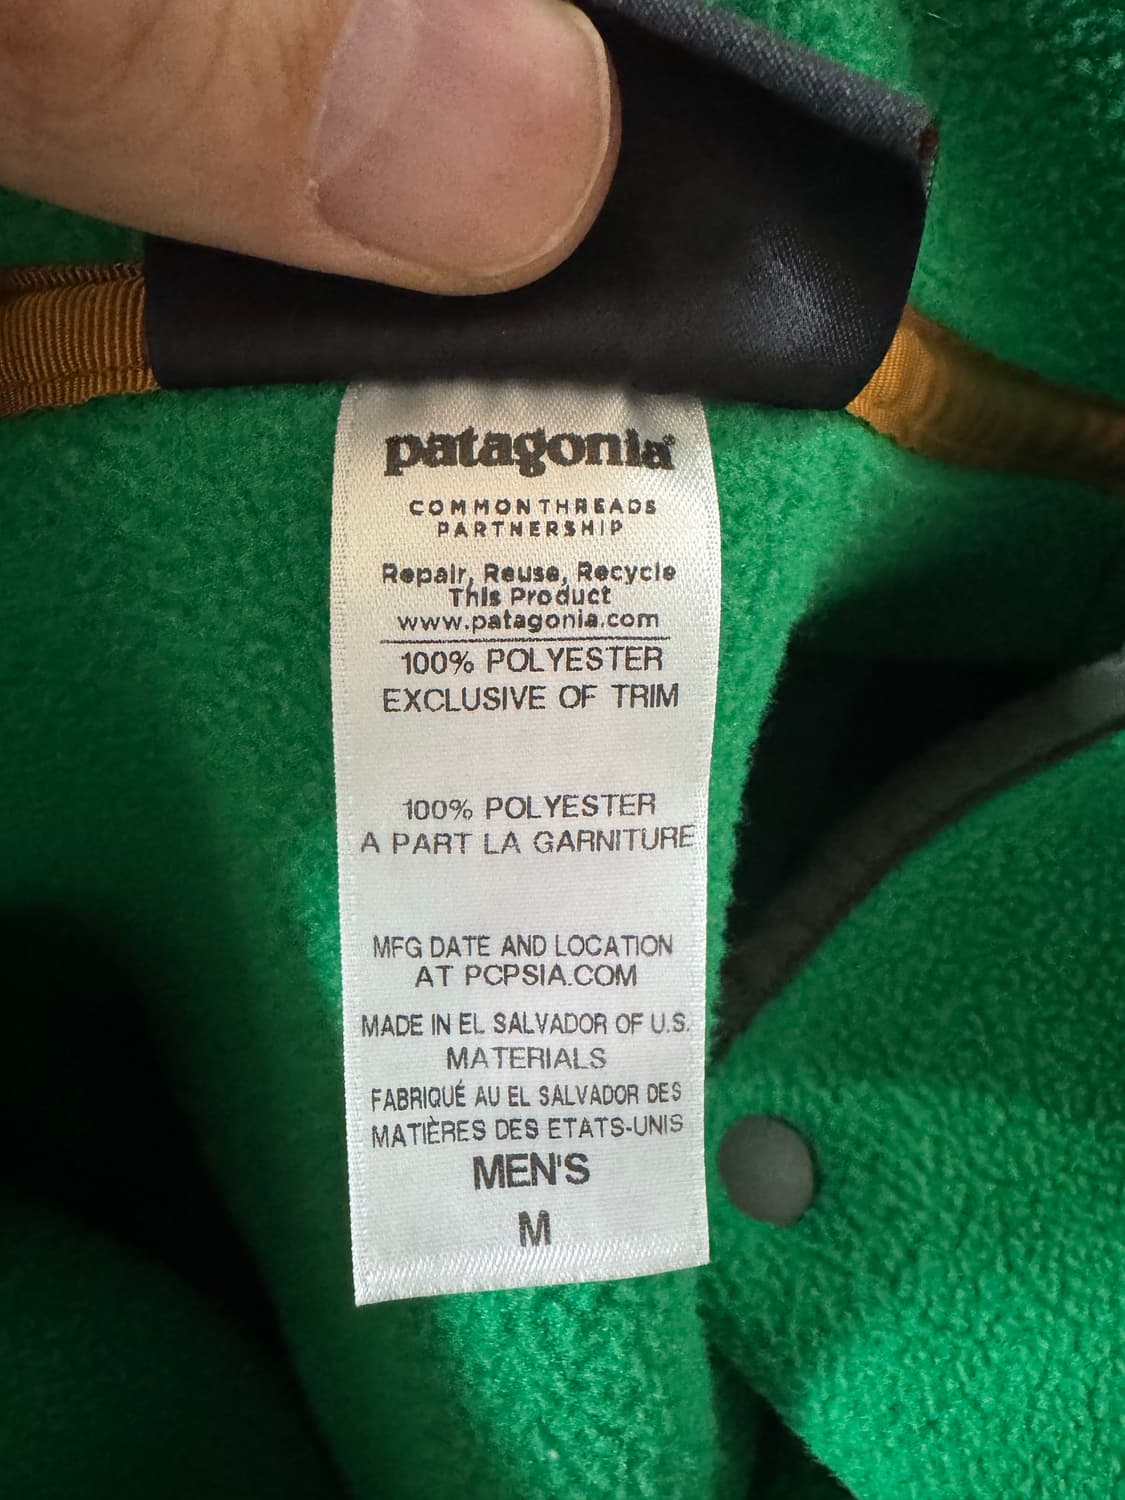 patagonia®
COMMON THREADS
PARTNERSHIP
Repair, Reuse, Recycle
This Product
www.patagonia.com
100% POLYESTER
EXCLUSIVE OF TRIM
100% POLYESTER
A PART LA GARNITURE
MFG DATE AND LOCATION
AT PCPSIA.COM
MADE IN EL SALVADOR OF U.S.
MATERIALS
FABRIQUÉ AU EL SALVADOR DES
MATIÈRES DES ETATS-UNIS
MEN'S
M